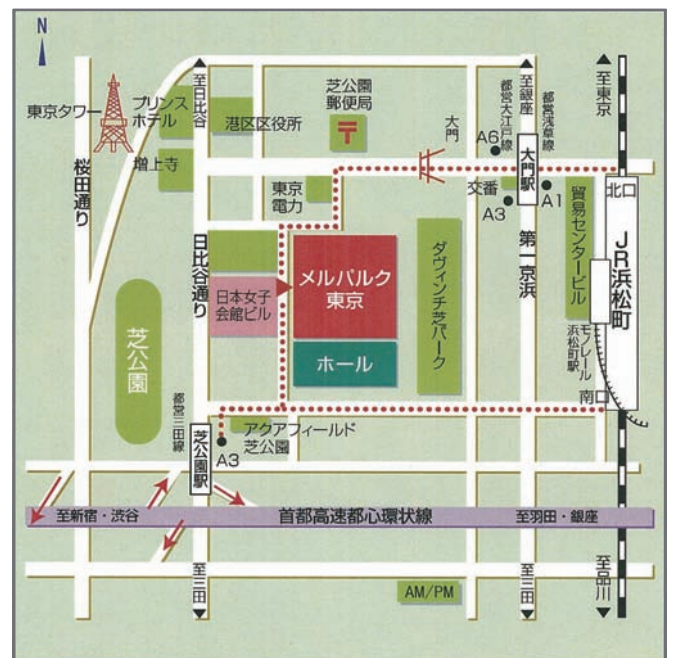 N
東京タワー
桜田通り
プリンス
ホテル
増上寺
至日比谷
港区区役所
芝公園
郵便局
東京
電力
大門
A6
都営大江戸線
至銀座
都営浅草線
大門駅
交番
A3
A1
至東京
北口
貿易センタービル
JR浜松町
モノレール
浜松町駅
南口
第一京浜
ダヴィンチ芝パーク
メルパルク
東京
ホール
日比谷通り
日本女子
会館ビル
芝公園
都営三田線
芝公園駅
A3
アクアフィールド
芝公園
至新宿・渋谷
首都高速都心環状線
至羽田・銀座
至三田
AM/PM
至三田
至品川